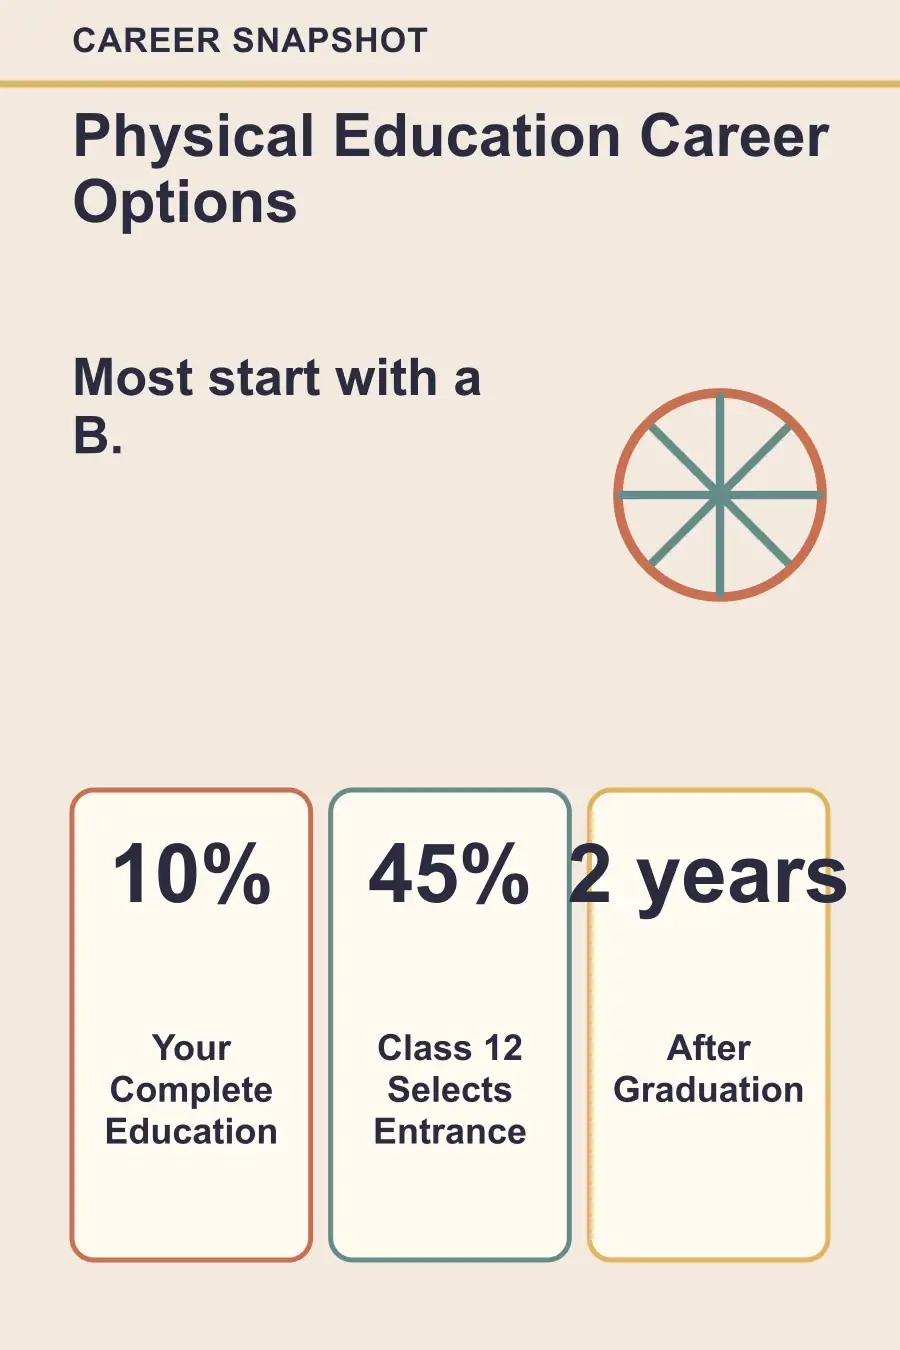 CAREER SNAPSHOT
Physical Education Career
Options
Most start with a
B.
10%
Your
Complete
Education
45%
Class 12
Selects
Entrance
2 years
After
Graduation